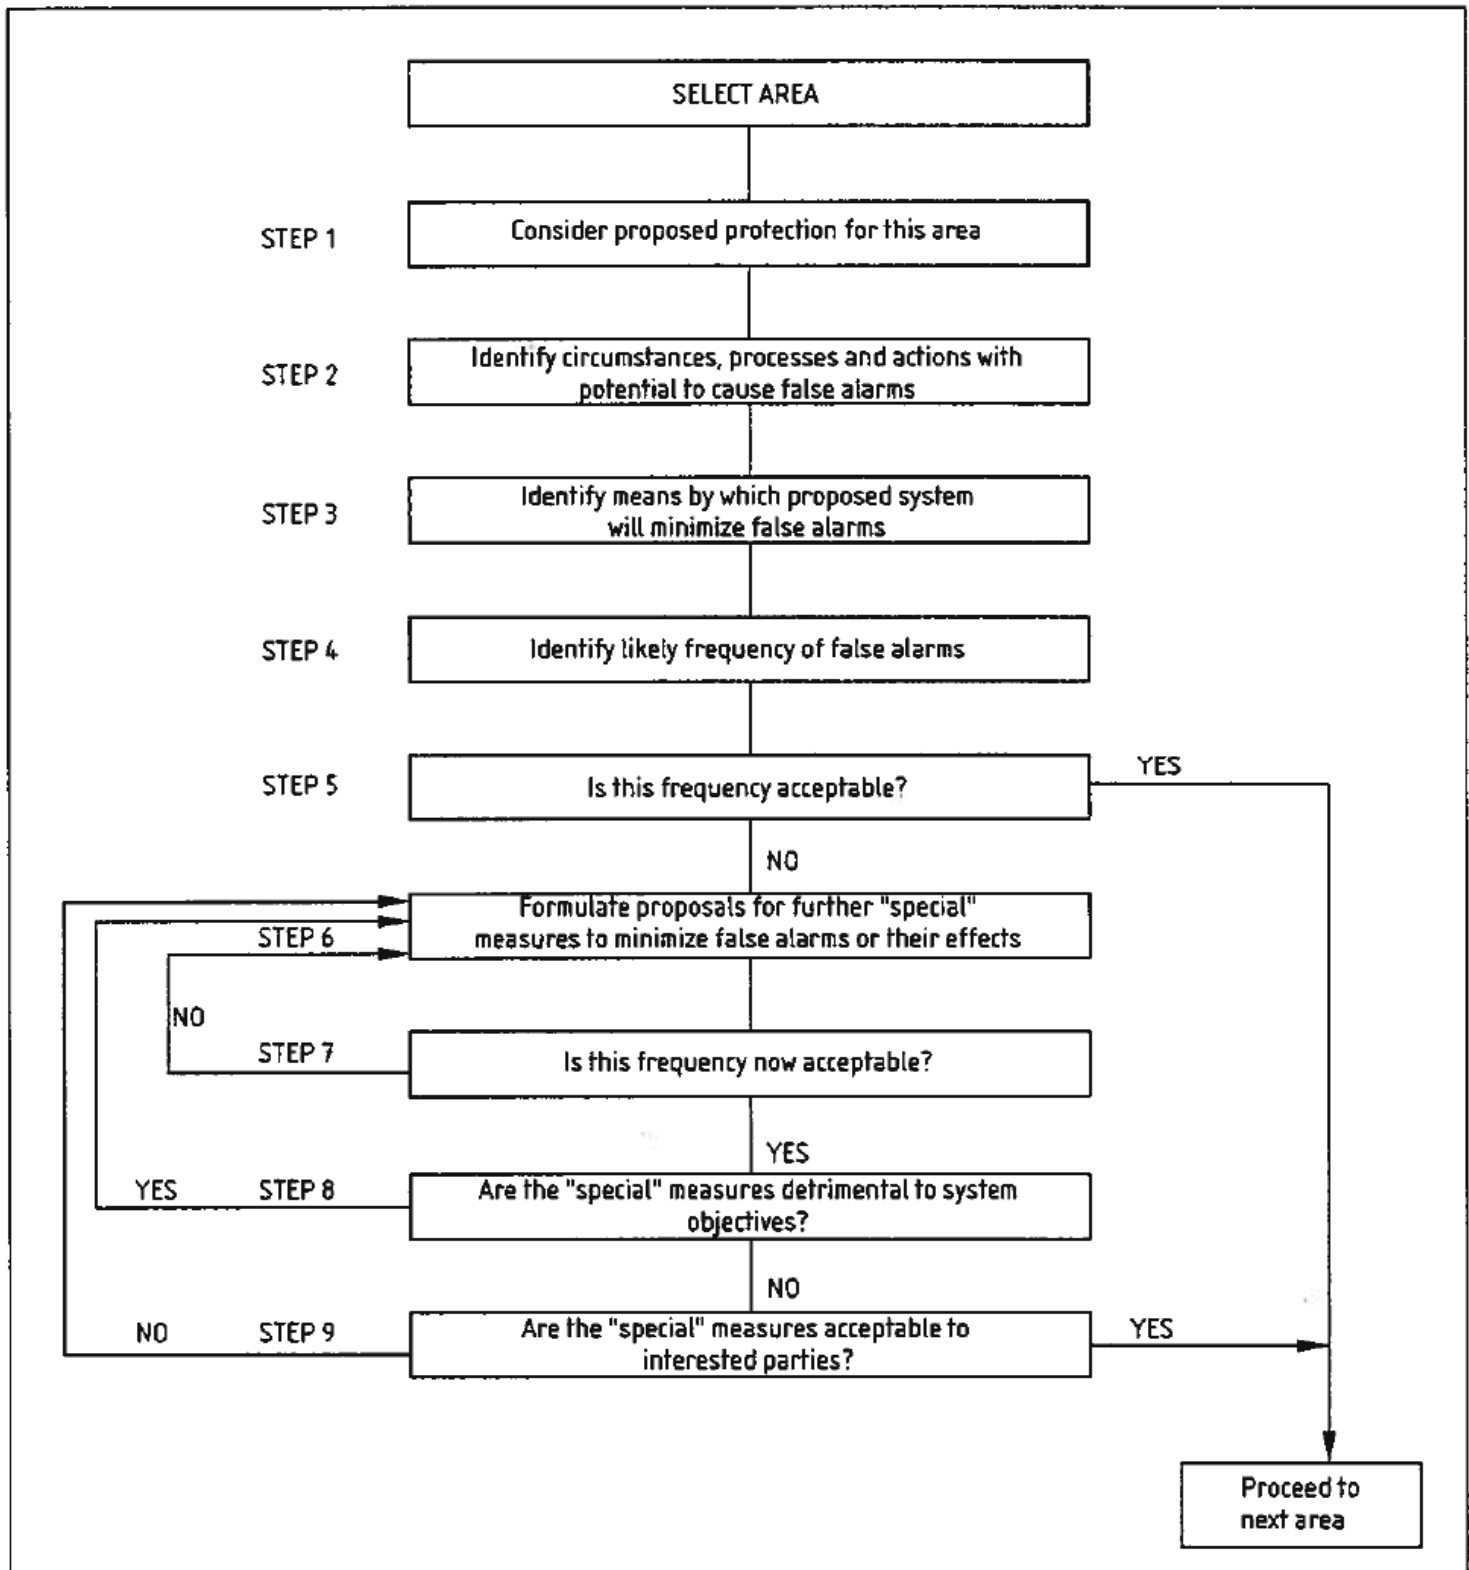 SELECT AREA
STEP 1
Consider proposed protection for this area
STEP 2
Identify circumstances, processes and actions with
potential to cause false alarms
STEP 3
Identify means by which proposed system
will minimize false alarms
STEP 4
Identify likely frequency of false alarms
STEP 5
Is this frequency acceptable?
YES
NO
STEP 6
Formulate proposals for further "special"
measures to minimize false alarms or their effects
NO
STEP 7
Is this frequency now acceptable?
YES
YES
STEP 8
Are the "special" measures detrimental to system
objectives?
NO
NO
STEP 9
Are the "special" measures acceptable to
interested parties?
YES
Proceed to
next area